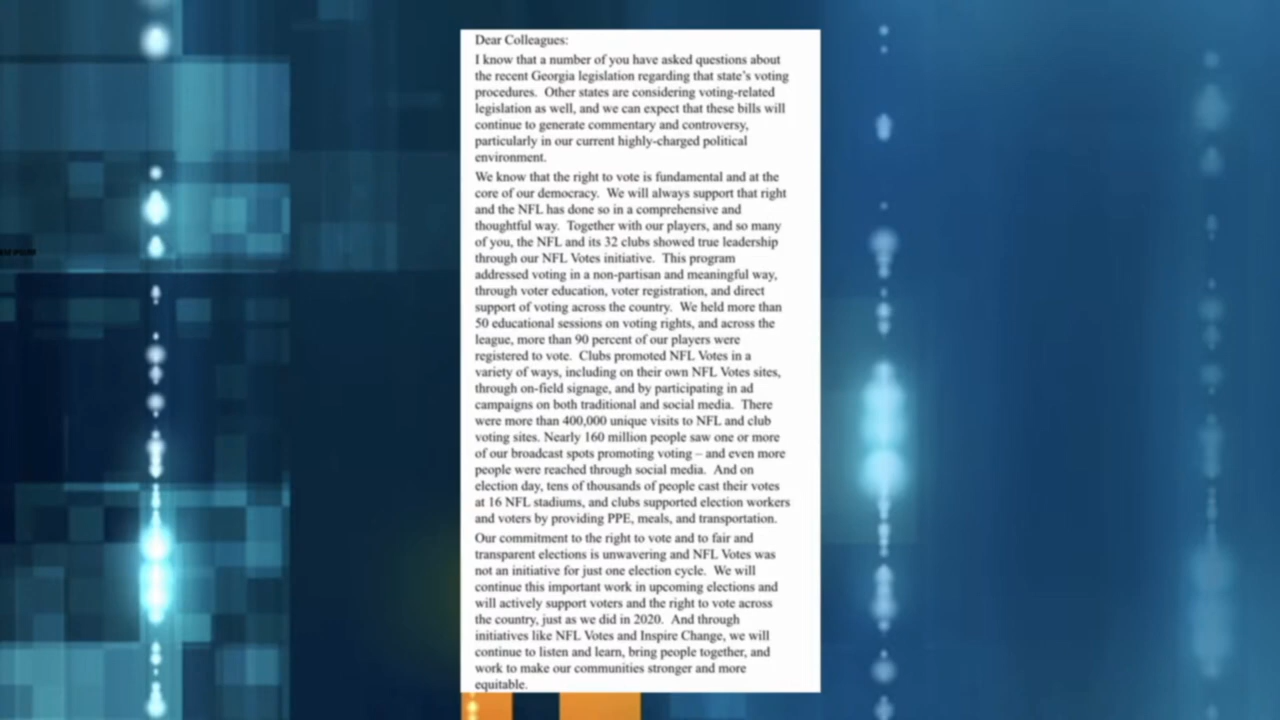 Dear Colleagues:
I know that a number of you have asked questions about
the recent Georgia legislation regarding that state's voting
procedures.  Other states are considering voting-related
legislation as well, and we can expect that these bills will
continue to generate commentary and controversy,
particularly in our current highly-charged political
environment.
We know that the right to vote is fundamental and at the
core of our democracy.  We will always support that right
and the NFL has done so in a comprehensive and
thoughtful way.  Together with our players, and so many
of you, the NFL and its 32 clubs showed true leadership
through our NFL Votes initiative.  This program
addressed voting in a non-partisan and meaningful way,
through voter education, voter registration, and direct
support of voting across the country.  We held more than
50 educational sessions on voting rights, and across the
league, more than 90 percent of our players were
registered to vote.  Clubs promoted NFL Votes in a
variety of ways, including on their own NFL Votes sites,
through on-field signage, and by participating in ad
campaigns on both traditional and social media.  There
were more than 400,000 unique visits to NFL and club
voting sites. Nearly 160 million people saw one or more
of our broadcast spots promoting voting – and even more
people were reached through social media.  And on
election day, tens of thousands of people cast their votes
at 16 NFL stadiums, and clubs supported election workers
and voters by providing PPE, meals, and transportation.
Our commitment to the right to vote and to fair and
transparent elections is unwavering and NFL Votes was
not an initiative for just one election cycle.  We will
continue this important work in upcoming elections and
will actively support voters and the right to vote across
the country, just as we did in 2020.  And through
initiatives like NFL Votes and Inspire Change, we will
continue to listen and learn, bring people together, and
work to make our communities stronger and more
equitable.